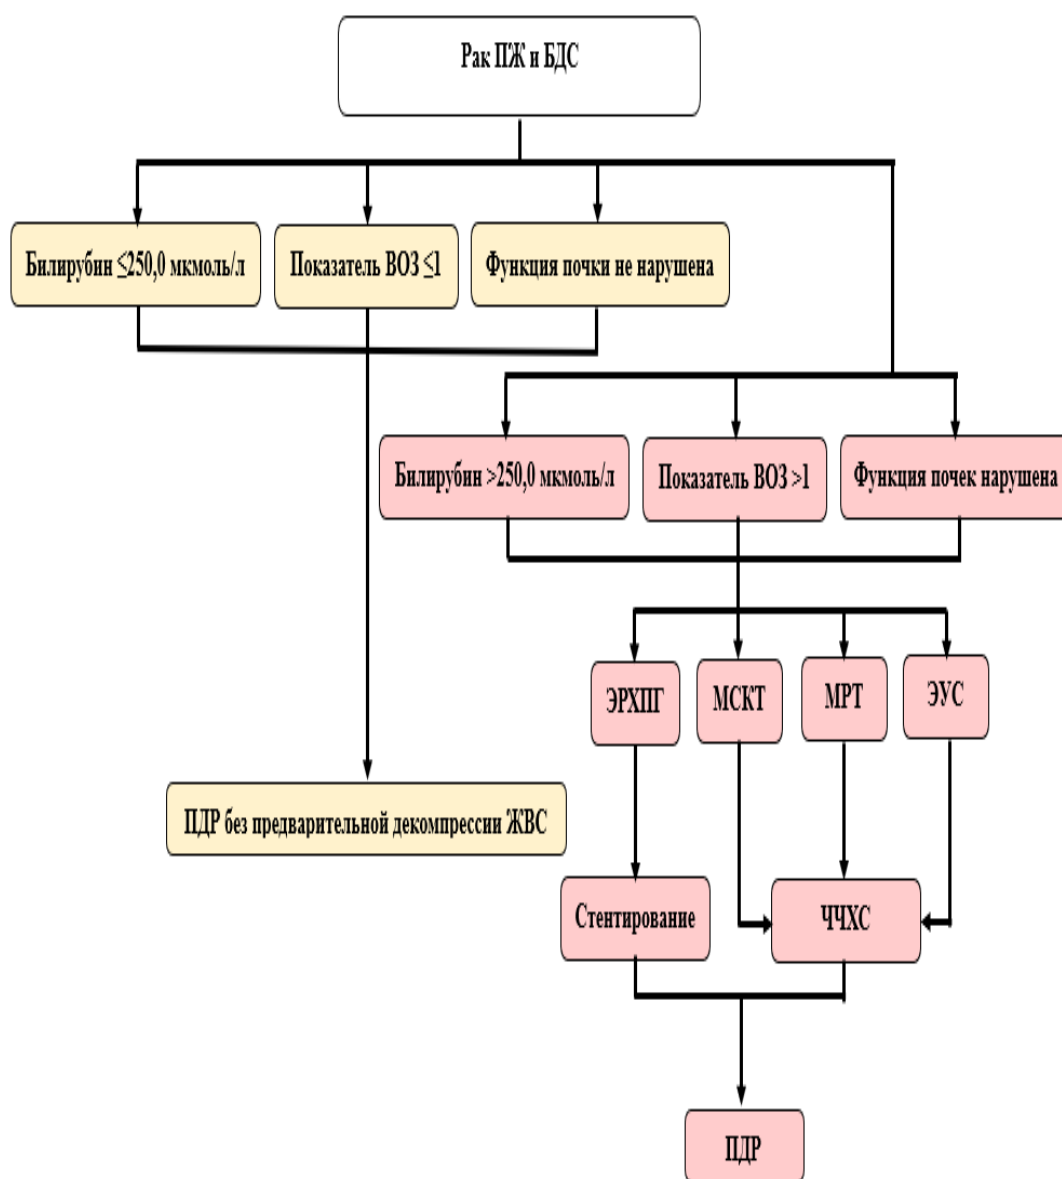 Рак ПЖ и БДС
Билирубин ≤250,0 мкмоль/л
Показатель ВОЗ ≤1
Функция почки не нарушена
Билирубин >250,0 мкмоль/л
Показатель ВОЗ >1
Функция почек нарушена
ЭРХПГ
МСКТ
МРТ
ЭУС
ПДР без предварительной декомпрессии ЖВС
Стентирование
ЧЧХС
ПДР